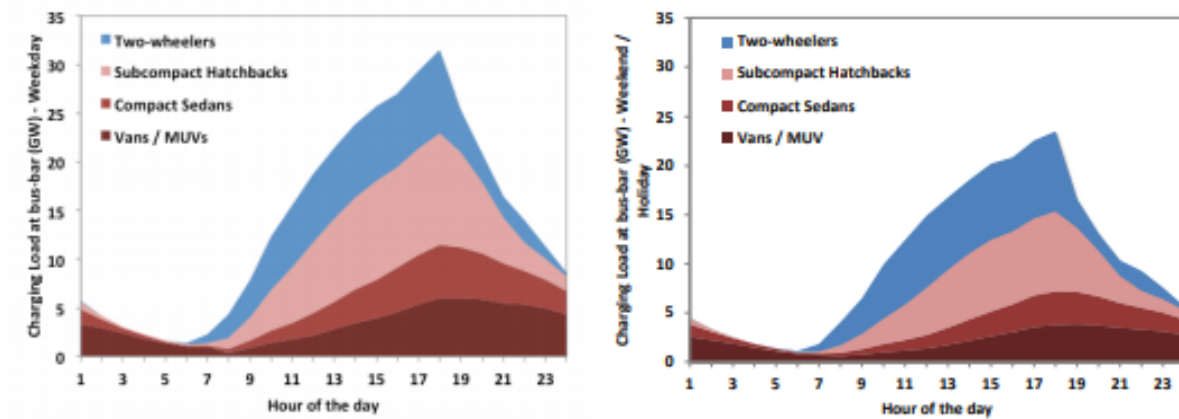 Charging Load at bus-bar (GW) - Weekday
35
30
25
20
15
10
5
0
Two-wheelers
Subcompact Hatchbacks
Compact Sedans
Vans / MUVs
1 3 5 7 9 11 13 15 17 19 21 23
Hour of the day
Charging Load at bus-bar (GW) - Weekend /
Holiday
35
30
25
20
15
10
5
0
Two-wheelers
Subcompact Hatchbacks
Compact Sedans
Vans / MUV
1 3 5 7 9 11 13 15 17 19 21 23
Hour of the day